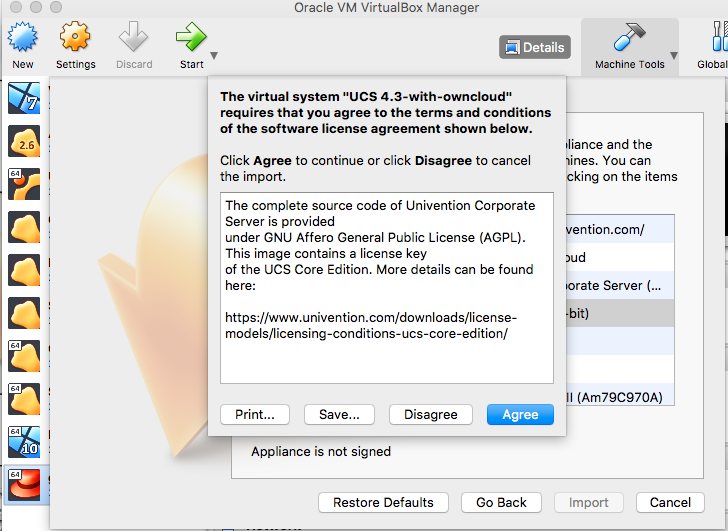 Oracle VM VirtualBox Manager
New
Settings
Discard
Start
Details
Machine Tools
Global
The virtual system "UCS 4.3-with-owncloud"
requires that you agree to the terms and conditions
of the software license agreement shown below.
Click Agree to continue or click Disagree to cancel
the import.
The complete source code of Univention Corporate
Server is provided
under GNU Affero General Public License (AGPL).
This image contains a license key
of the UCS Core Edition. More details can be found
here:
https://www.univention.com/downloads/license-
models/licensing-conditions-ucs-core-edition/
Print...
Save...
Disagree
Agree
pliance and the
nines. You can
cking on the items
vention.com/
oud
orate Server (...
-bit)
II (Am79C970A)
Appliance is not signed
Restore Defaults
Go Back
Import
Cancel
7
2.6
64
64
64
64
10
64